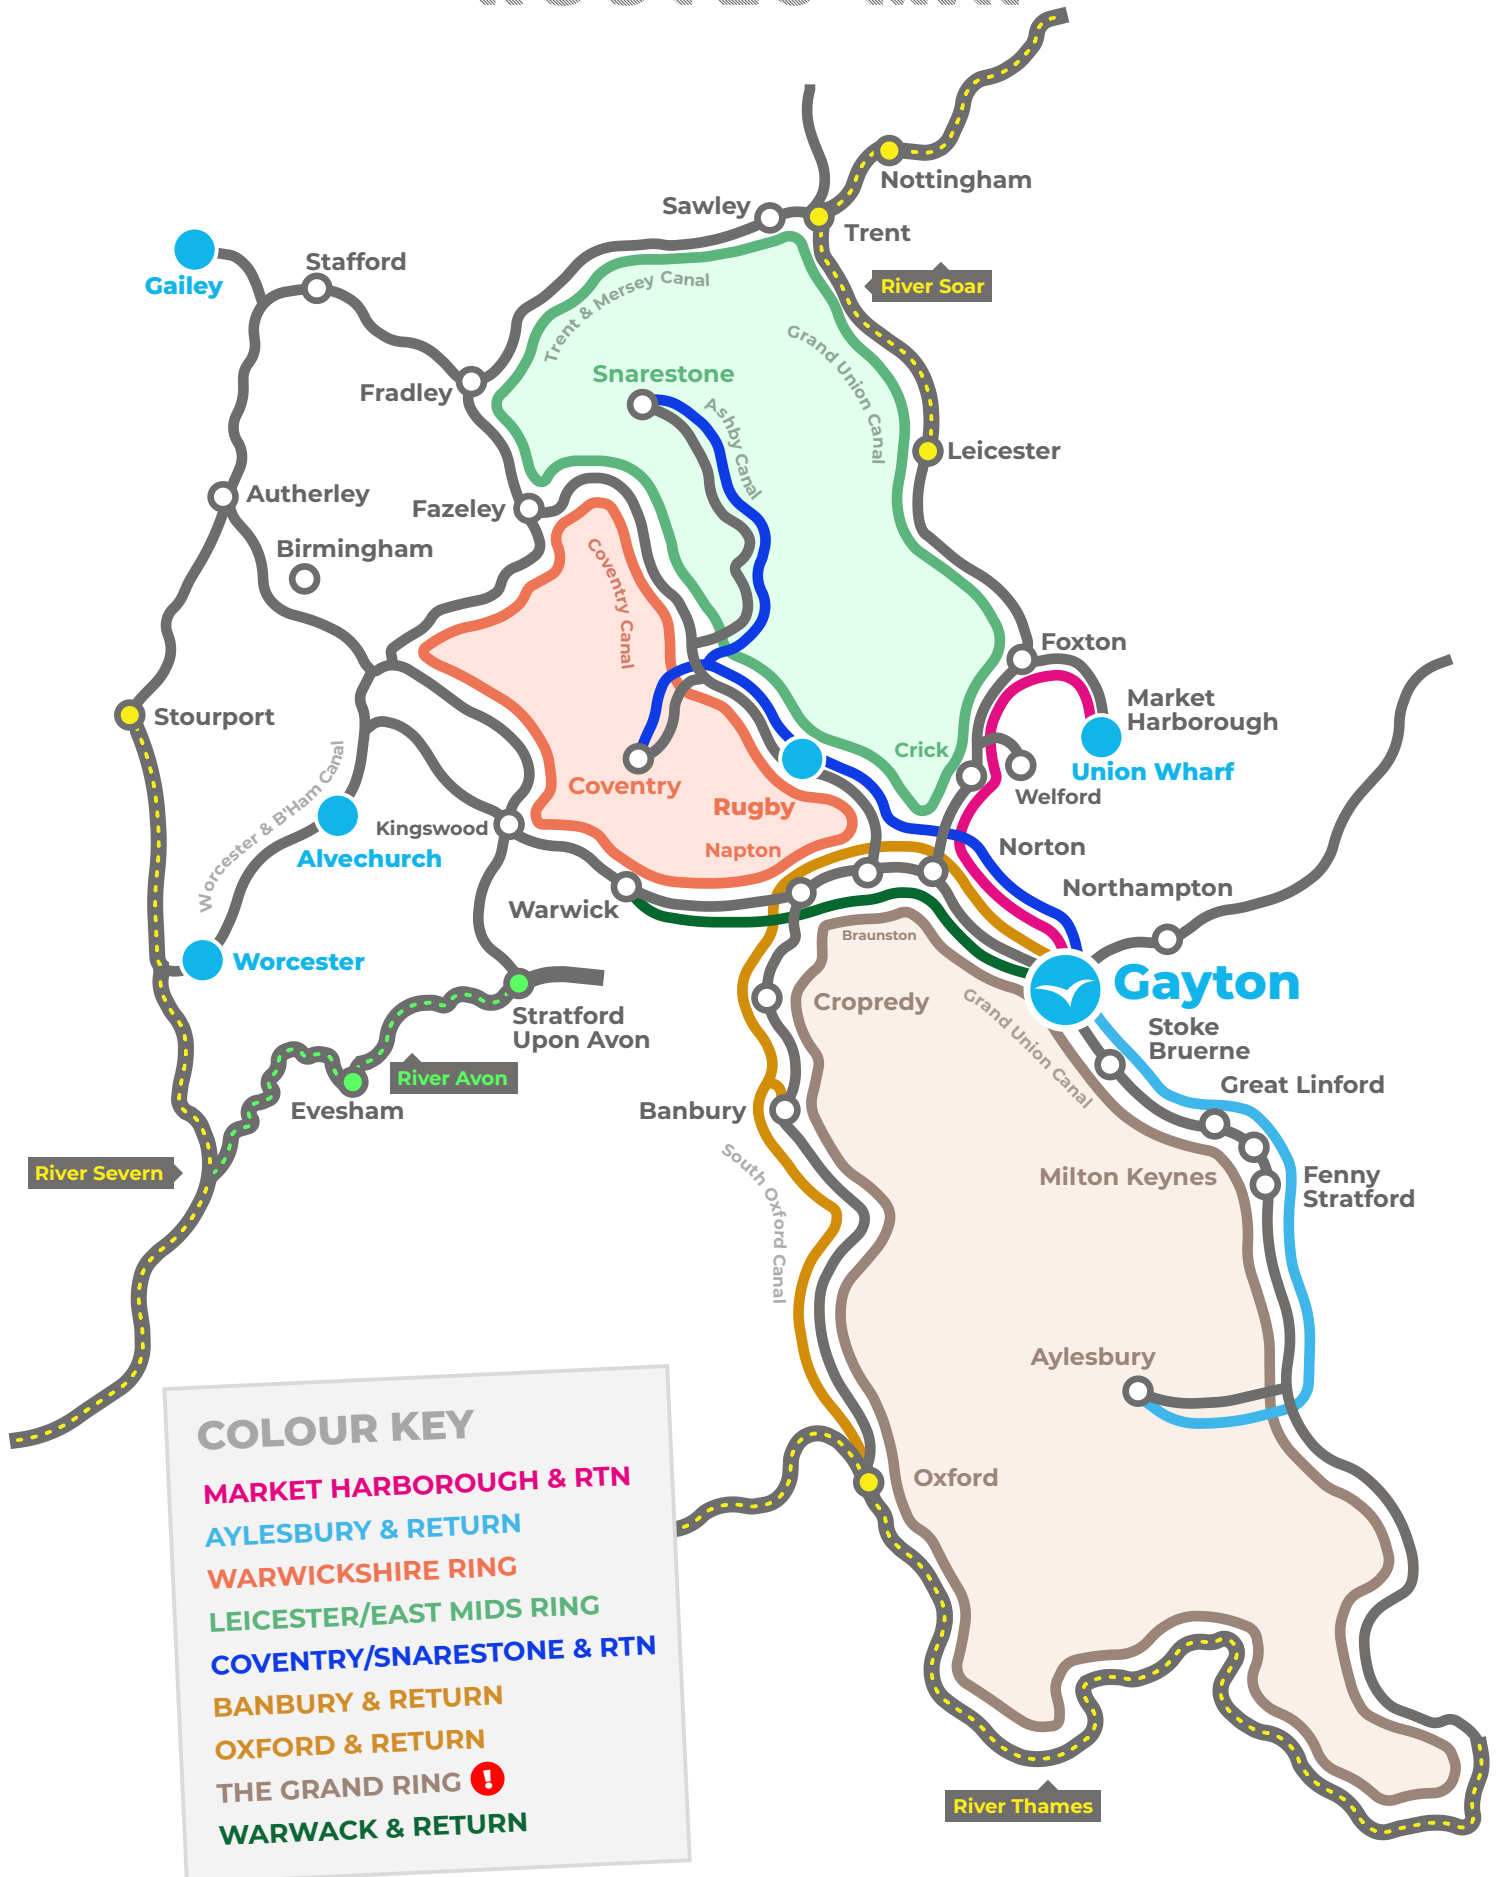 Nottingham
Sawley
Trent
Stafford
Gailey
River Soar
Trent & Mersey Canal
Grand Union Canal
Snarestone
Fradley
Ashby Canal
Leicester
Autherley
Fazeley
Birmingham
Coventry Canal
Foxton
Market
Harborough
Stourport
Crick
Union Wharf
Coventry
Welford
Rugby
Worcester & B'Ham Canal
Kingswood
Alvechurch
Napton
Norton
Northampton
Warwick
Braunston
Worcester
Gayton
Cropredy
Grand Union Canal
Stratford
Upon Avon
Stoke
Bruerne
River Avon
Great Linford
Evesham
Banbury
South Oxford Canal
River Severn
Milton Keynes
Fenny
Stratford
Aylesbury
Oxford
COLOUR KEY
MARKET HARBOROUGH & RTN
AYLESBURY & RETURN
WARWICKSHIRE RING
LEICESTER/EAST MIDS RING
COVENTRY/SNARESTONE & RTN
BANBURY & RETURN
OXFORD & RETURN
THE GRAND RING !
WARWACK & RETURN
River Thames